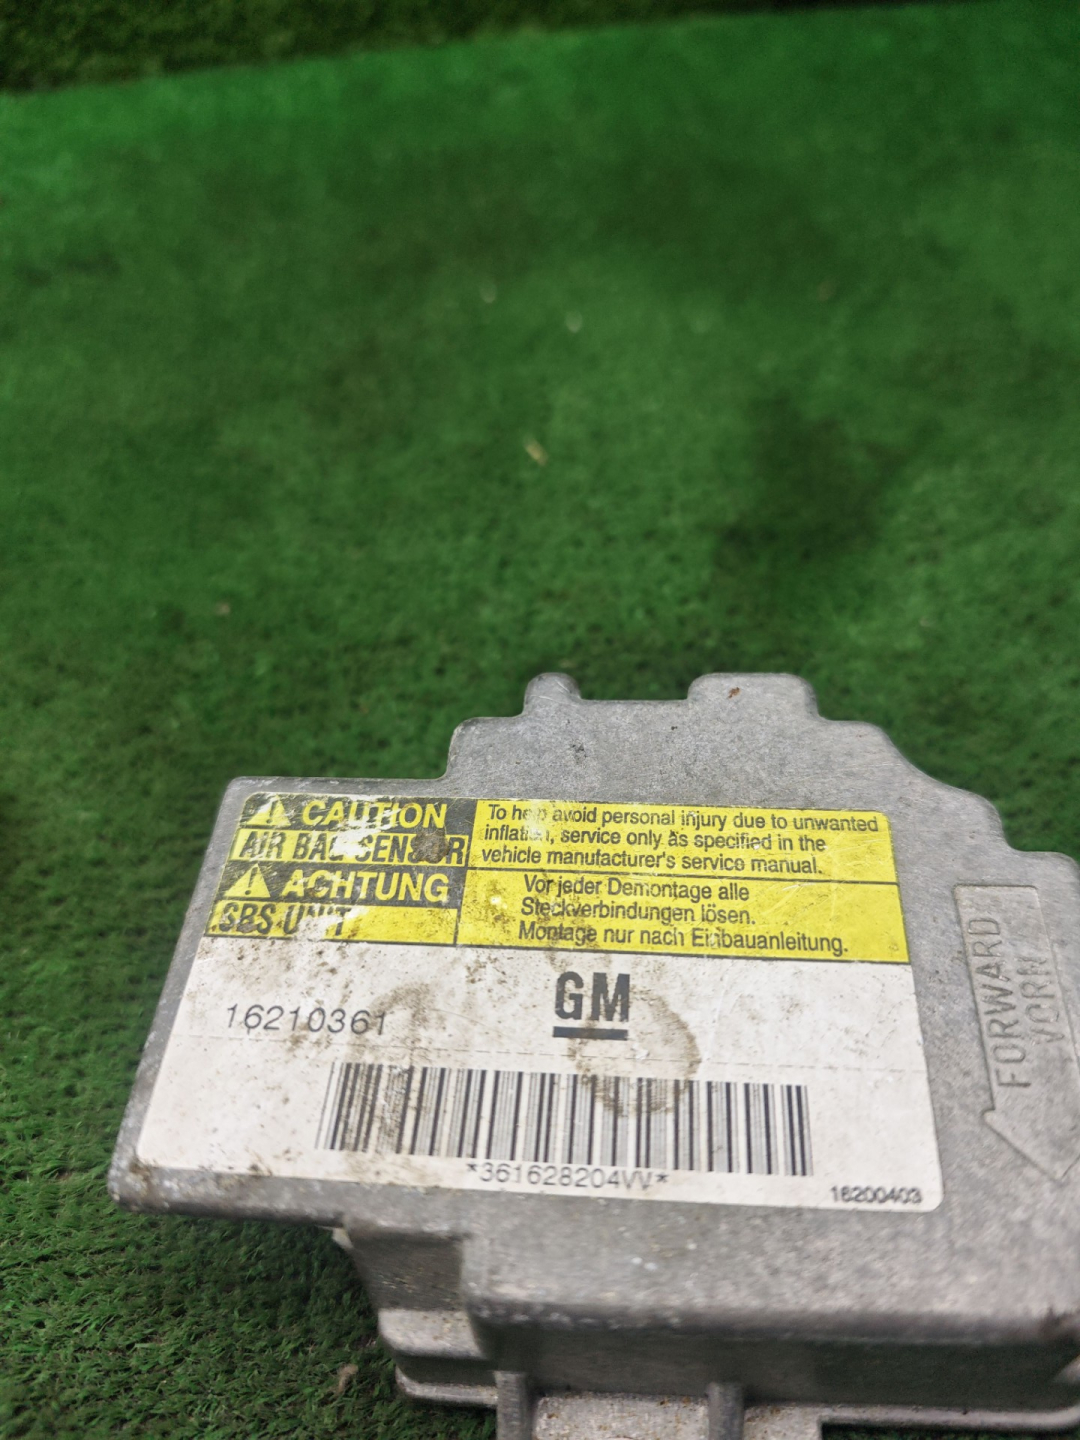 CAUTION
AIR BAG SENSOR
ACHTUNG
SBS UNIT
To help avoid personal injury due to unwanted
inflation, service only as specified in the
vehicle manufacturer's service manual.
Vor jeder Demontage alle
Steckverbindungen lösen.
Montage nur nach Einbauanleitung.
GM
16210361
*361628204VV*
16200403
FORWARD
VORN